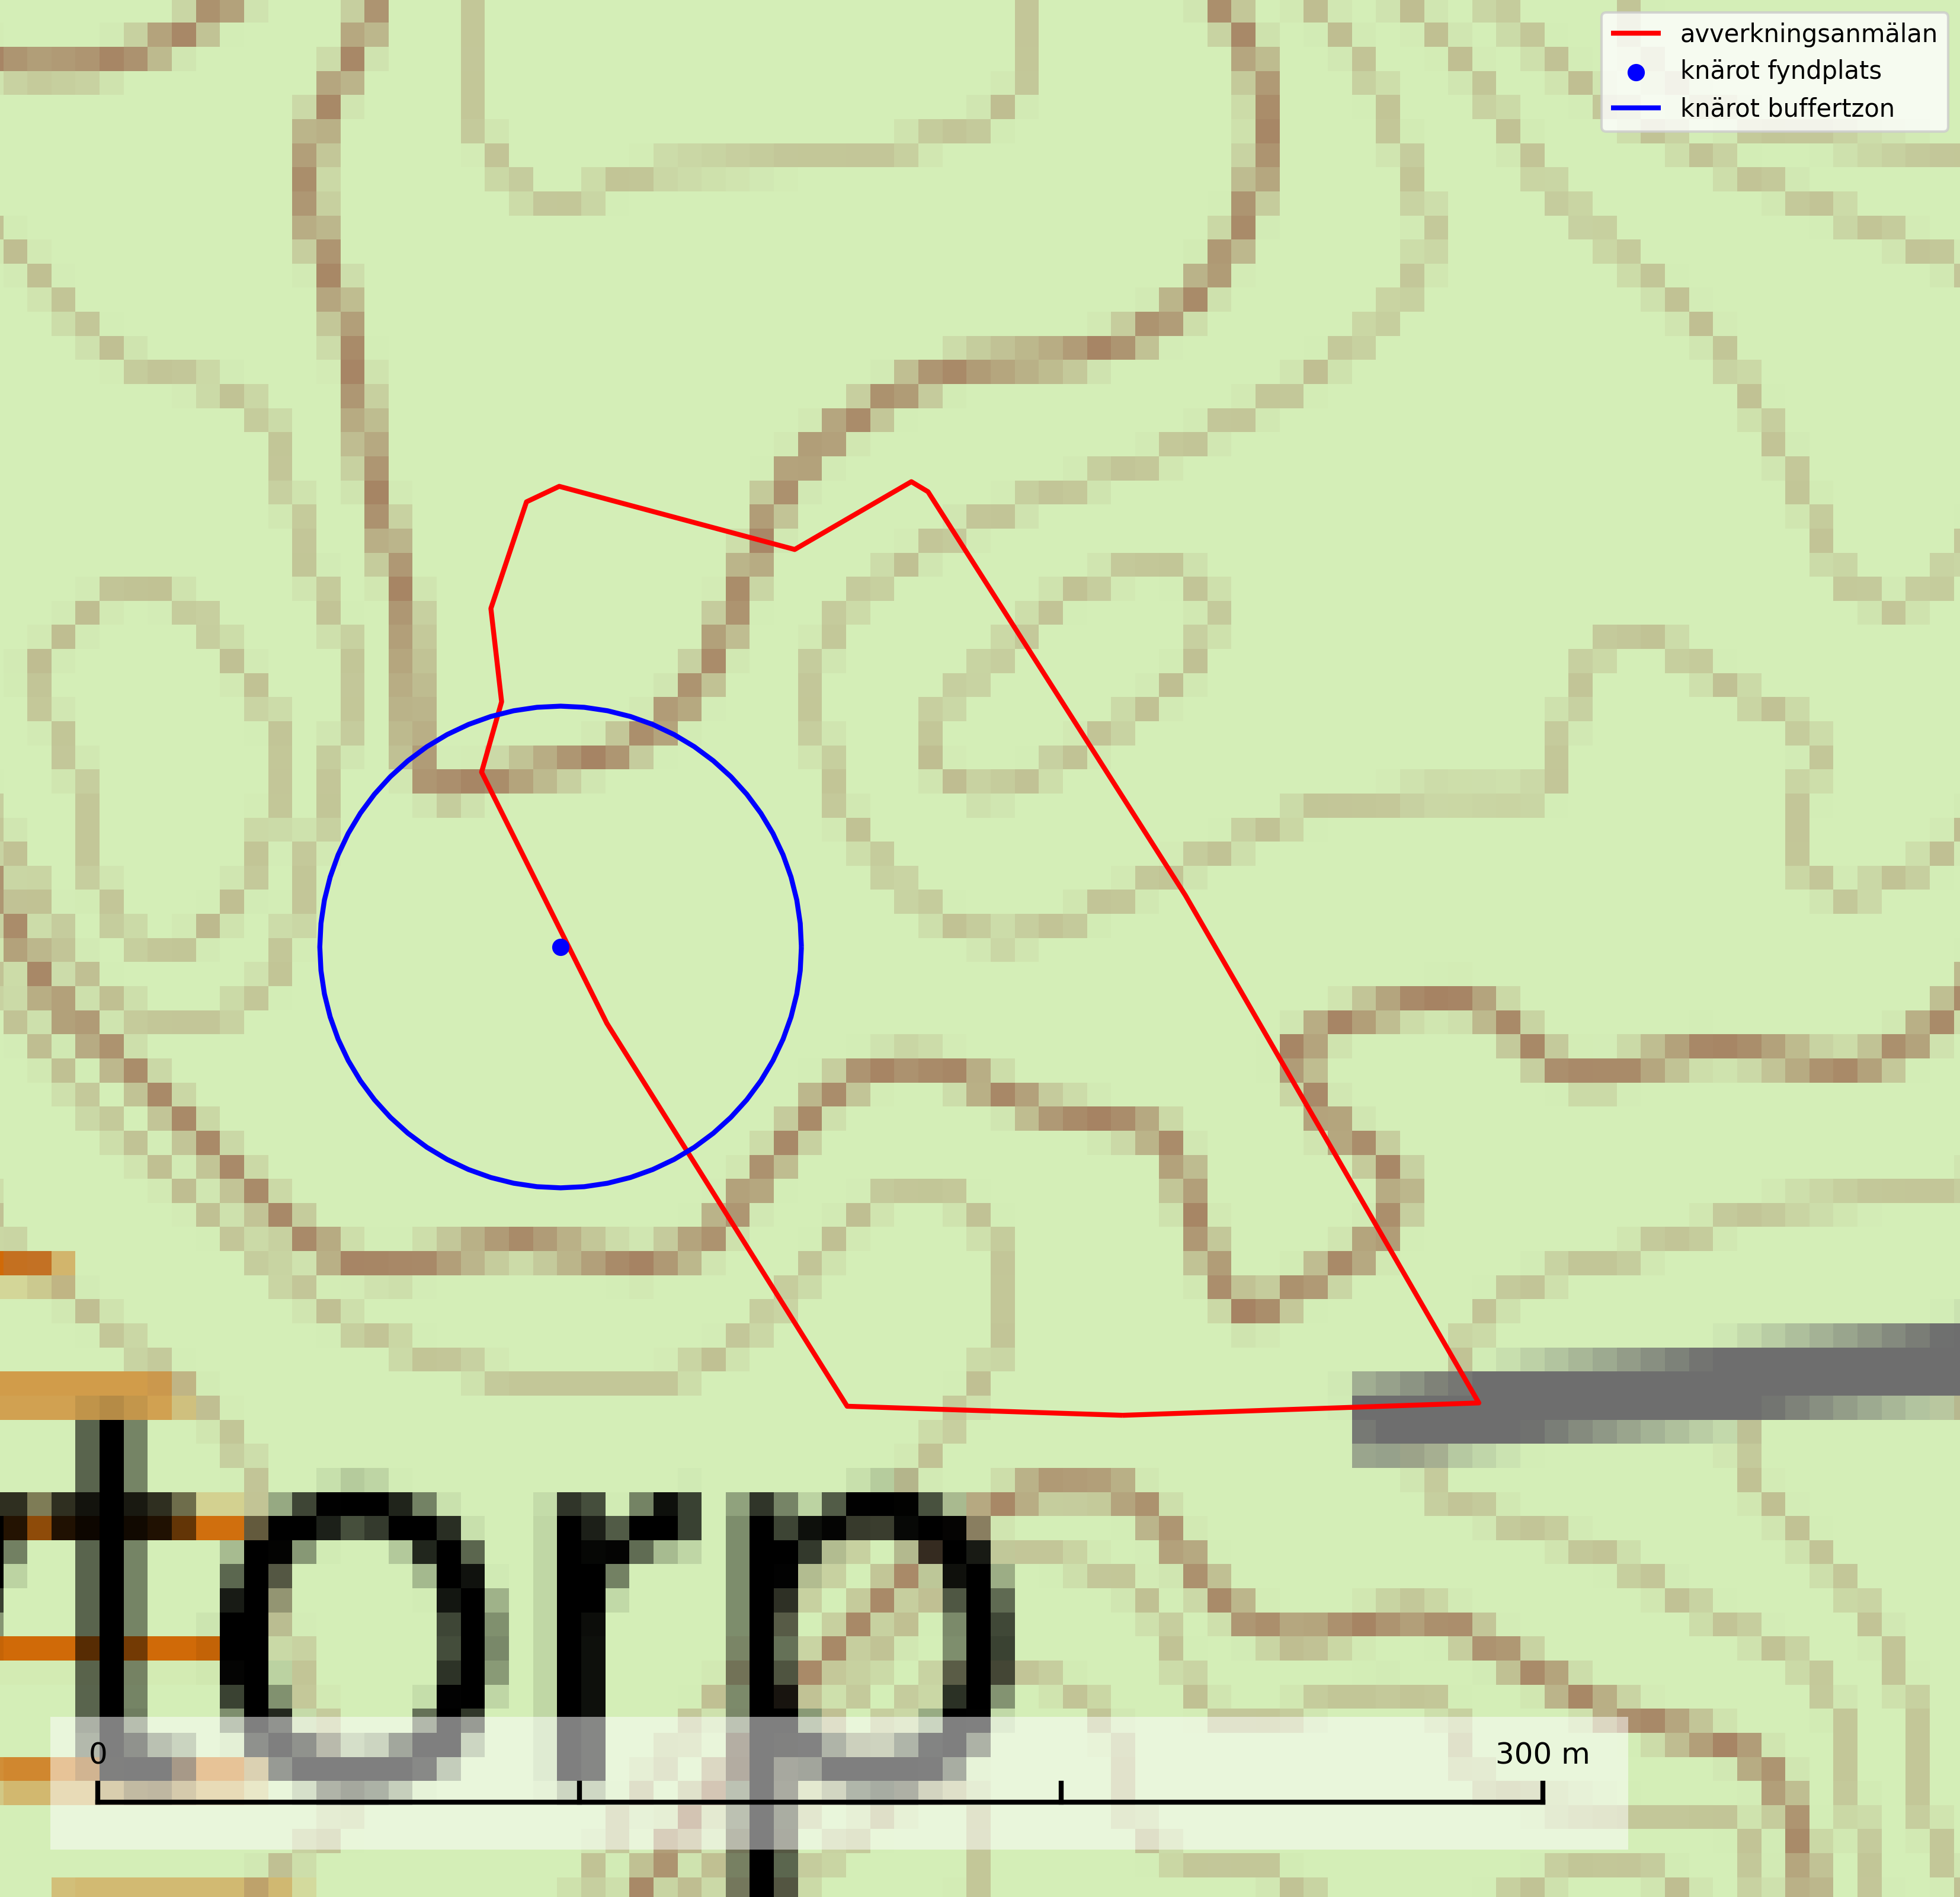 avverkningsanmälan
knärot fyndplats
knärot buffertzon
torp
0 300 m